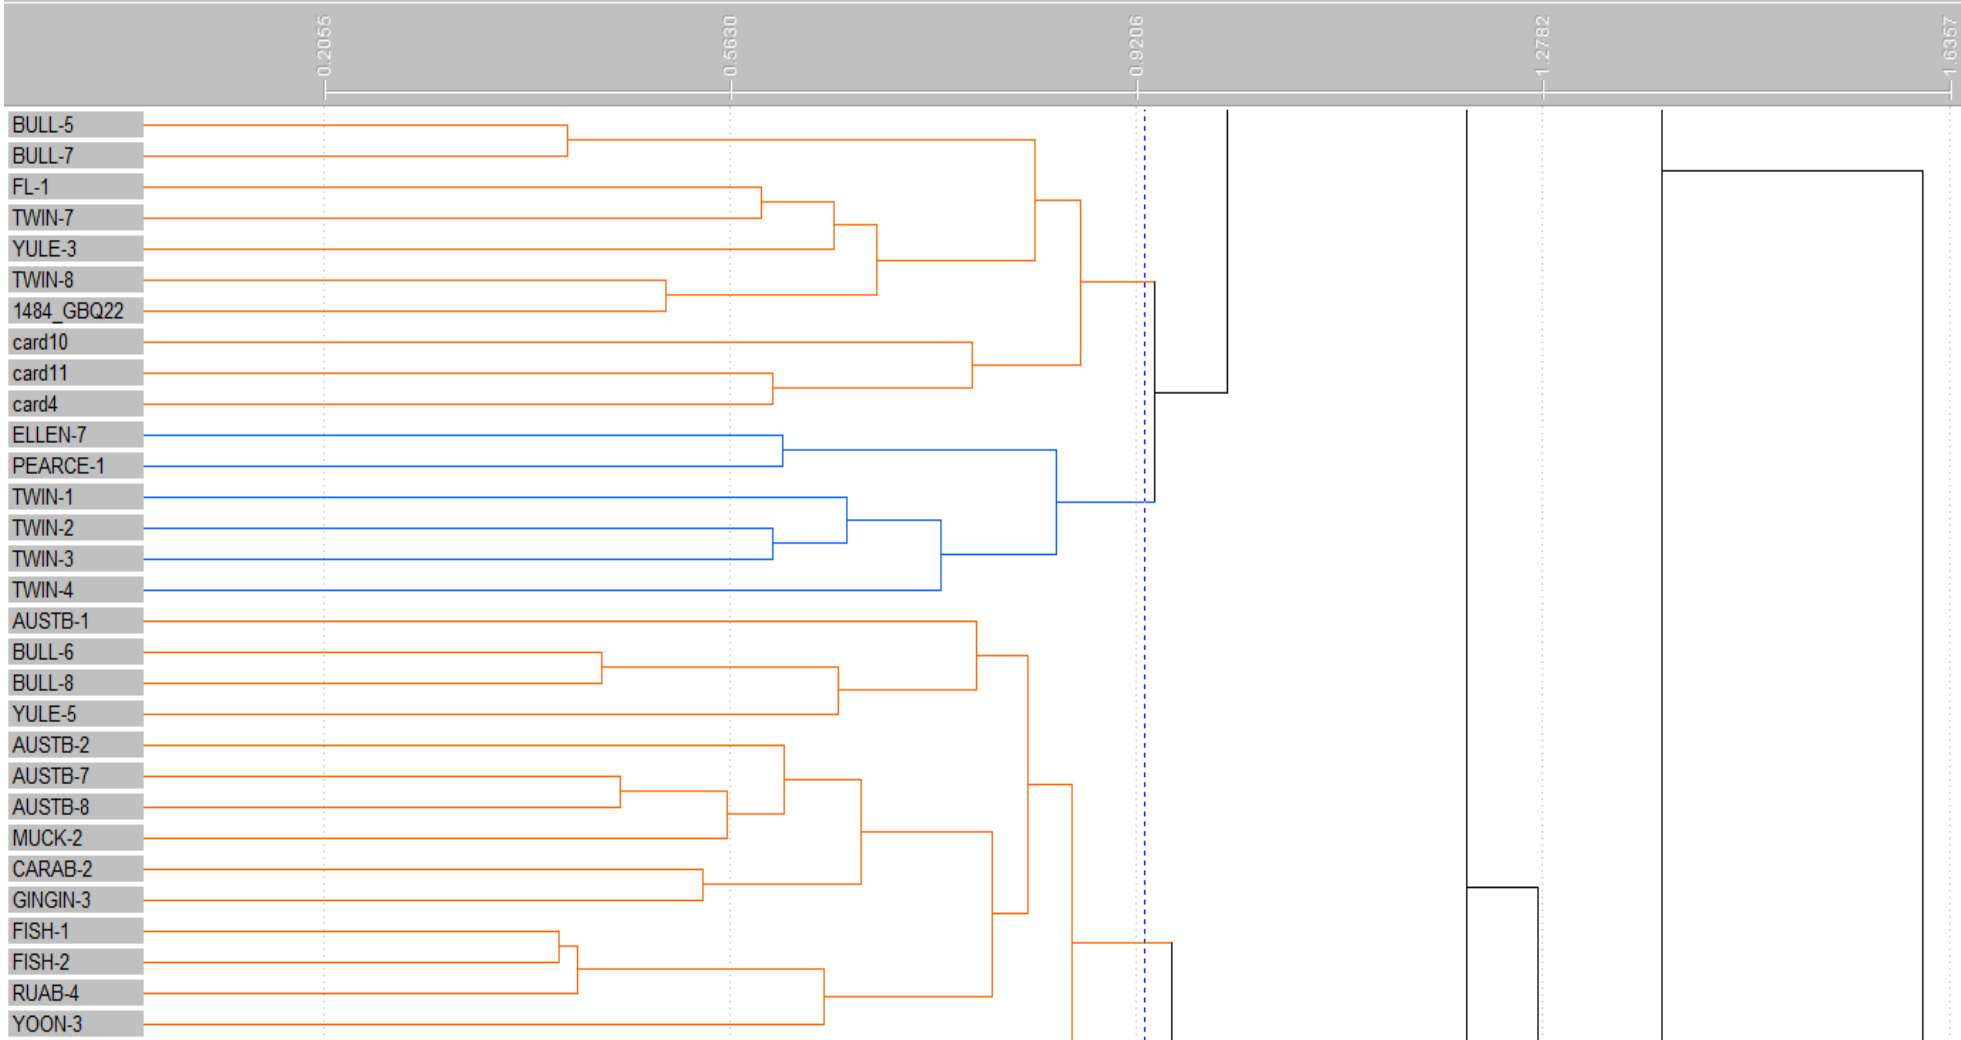 0.2055
0.5630
0.9206
1.2782
1.6357
BULL-5
BULL-7
FL-1
TWIN-7
YULE-3
TWIN-8
1484_GBQ22
card10
card11
card4
ELLEN-7
PEARCE-1
TWIN-1
TWIN-2
TWIN-3
TWIN-4
AUSTB-1
BULL-6
BULL-8
YULE-5
AUSTB-2
AUSTB-7
AUSTB-8
MUCK-2
CARAB-2
GINGIN-3
FISH-1
FISH-2
RUAB-4
YOON-3